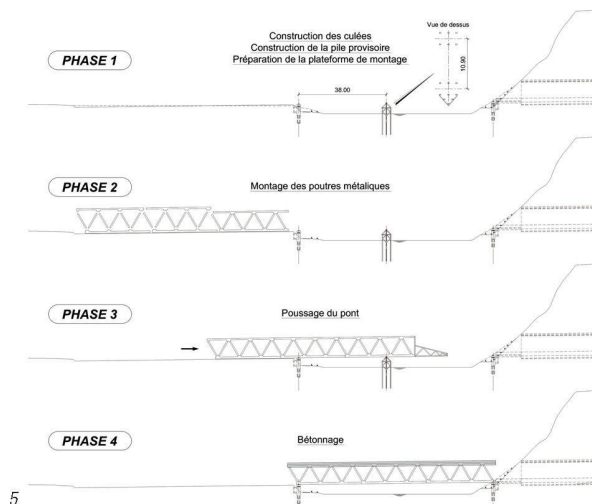 PHASE 1
Construction des culées
Construction de la pile provisoire
Préparation de la plateforme de montage
Vue de dessus
10.90
38.00
PHASE 2
Montage des poutres métaliques
PHASE 3
Poussage du pont
PHASE 4
Bétonnage
5